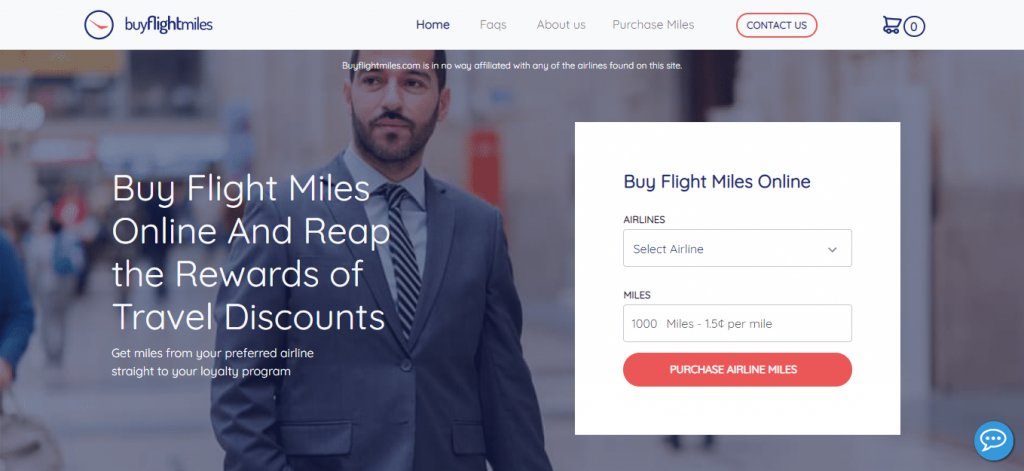 buyflightmiles
Home
Faqs
About us
Purchase Miles
CONTACT US
0
Buyflightmiles.com is in no way affiliated with any of the airlines found on this site.
Buy Flight Miles
Online And Reap
the Rewards of
Travel Discounts
Get miles from your preferred airline
straight to your loyalty program
Buy Flight Miles Online
AIRLINES
Select Airline
MILES
1000 Miles - 1.5¢ per mile
PURCHASE AIRLINE MILES